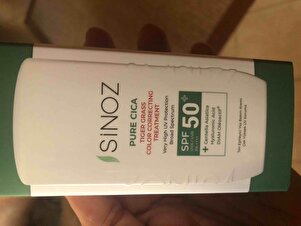 SiNOZ
PURE CICA
TIGER GRASS
COLOR CORRECTING
TREATMENT
Very High UV Protection
Broad Spectrum
SPF 50+
+ Centella Asiatica
Hyaluronic Acid